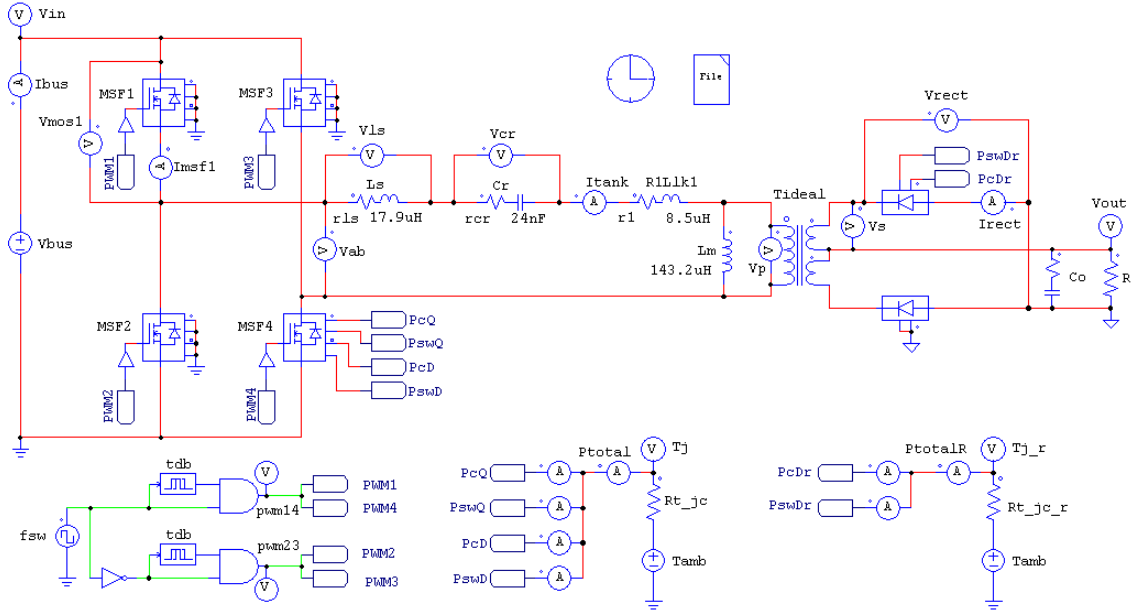 V Vin
A Ibus
MSF1
MSF3
File
Vmos1
V
PWM1
A Imsf1
PWM3
Vls
V
Vcr
V
Vrect
V
PswDr
PcDr
Ls
rls 17.9uH
Cr
rcr 24nF
Itank
A
R1Llk1
r1 8.5uH
Tideal
A
Irect
V Vs
Vout
V
Vbus
V
Vab
Lm
143.2uH
V
Vp
Co
R
MSF2
MSF4
PcQ
PswQ
PcD
PswD
PWM2
PWM4
tdb
V
pwm14
PWM1
PWM4
fsw
tdb
pwm23
V
PWM2
PWM3
PcQ A
Ptotal
A
V Tj
PswQ A
Rt_jc
PcD A
PswD A
Tamb
PcDr A
PtotalR
A
V Tj_r
PswDr A
Rt_jc_r
Tamb